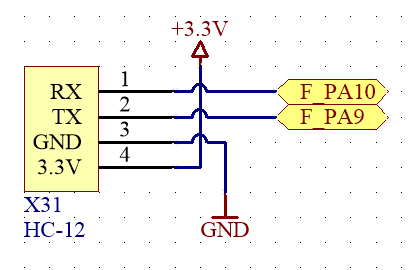 +3.3V
RX 1 F_PA10
TX 2 F_PA9
GND 3
3.3V 4
X31
HC-12
GND